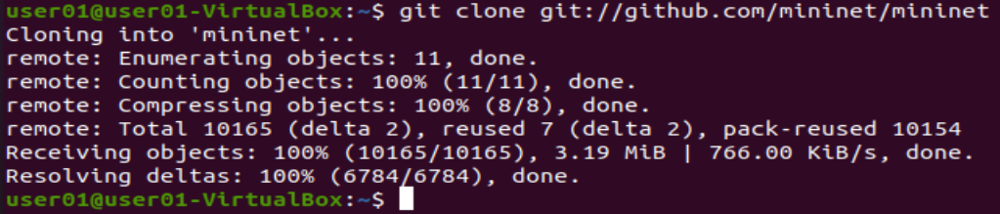 user01@user01-VirtualBox:~$ git clone git://github.com/mininet/mininet
Cloning into 'mininet'...
remote: Enumerating objects: 11, done.
remote: Counting objects: 100% (11/11), done.
remote: Compressing objects: 100% (8/8), done.
remote: Total 10165 (delta 2), reused 7 (delta 2), pack-reused 10154
Receiving objects: 100% (10165/10165), 3.19 MiB | 766.00 KiB/s, done.
Resolving deltas: 100% (6784/6784), done.
user01@user01-VirtualBox:~$